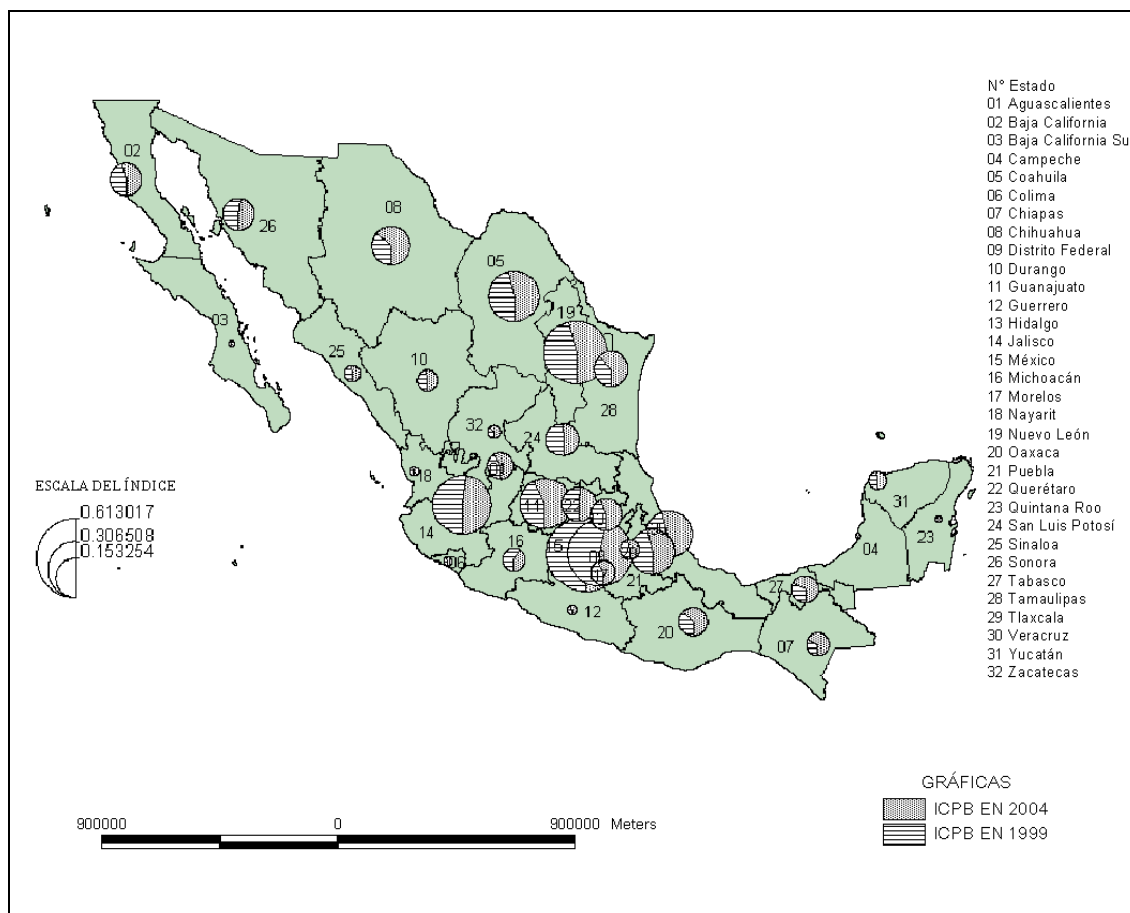 N° Estado
01 Aguascalientes
02 Baja California
03 Baja California Su
04 Campeche
05 Coahuila
06 Colima
07 Chiapas
08 Chihuahua
09 Distrito Federal
10 Durango
11 Guanajuato
12 Guerrero
13 Hidalgo
14 Jalisco
15 México
16 Michoacán
17 Morelos
18 Nayarit
19 Nuevo León
20 Oaxaca
21 Puebla
22 Querétaro
23 Quintana Roo
24 San Luis Potosí
25 Sinaloa
26 Sonora
27 Tabasco
28 Tamaulipas
29 Tlaxcala
30 Veracruz
31 Yucatán
32 Zacatecas
02
26
08
05
19
03
25
10
28
32
24
18
11
22
14
16
31
23
04
27
21
12
20
07
ESCALA DEL ÍNDICE
0.613017
0.306508
0.153254
GRÁFICAS
ICPB EN 2004
ICPB EN 1999
900000 0 900000 Meters